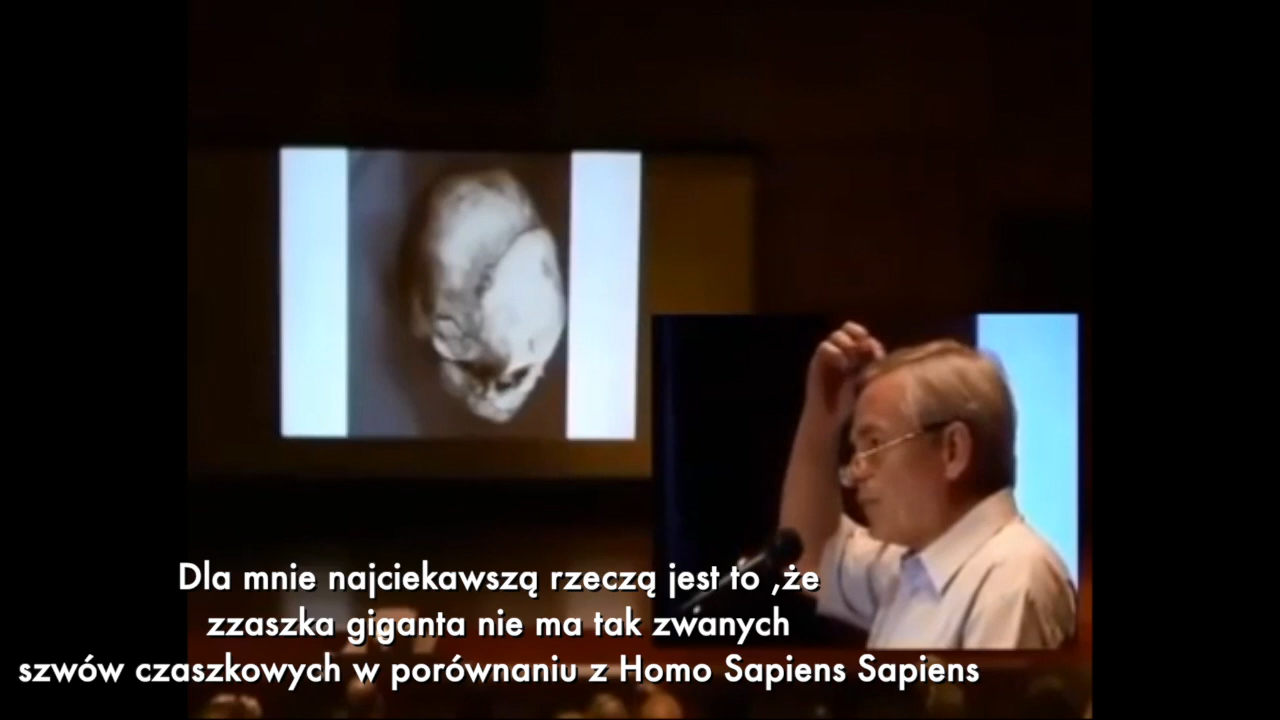 Dla mnie najciekawszą rzeczą jest to ,że
zzaszka giganta nie ma tak zwanych
szwów czaszkowych w porównaniu z Homo Sapiens Sapiens